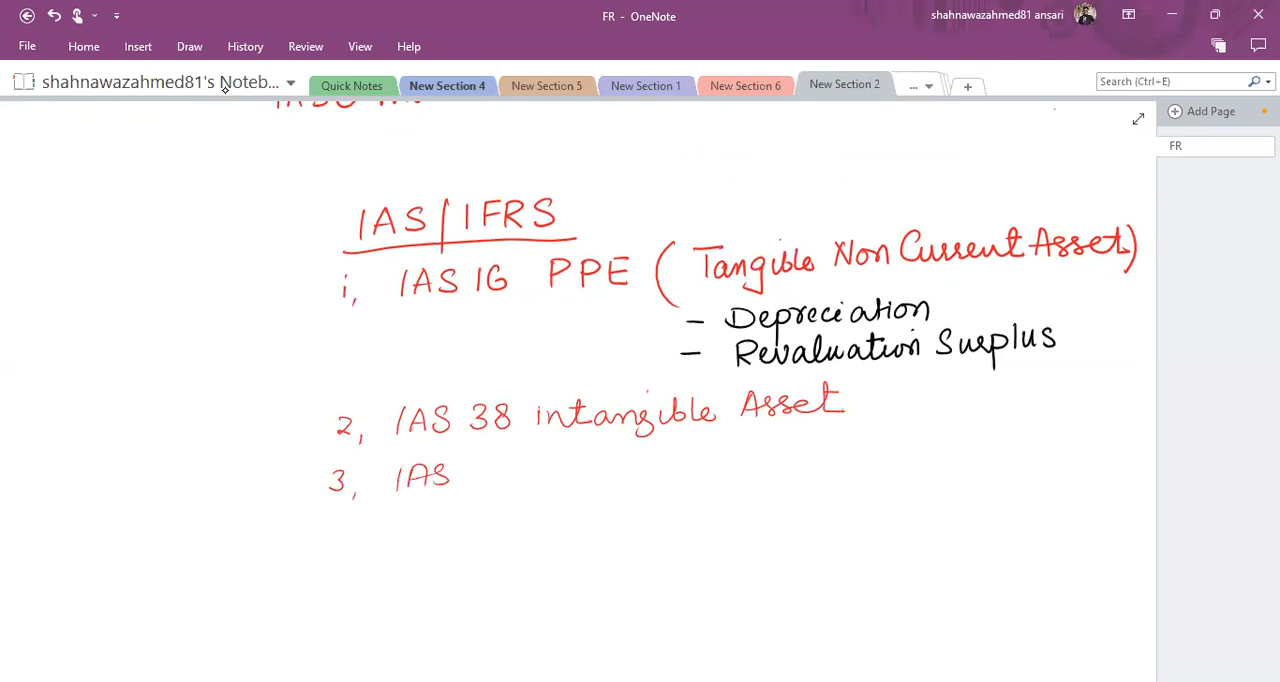 FR - OneNote
shahnawazahmed81 ansari
File Home Insert Draw History Review View Help
shahnawazahmed81's Noteb...
Quick Notes New Section 4 New Section 5 New Section 1 New Section 6 New Section 2 ... +
Search (Ctrl+E)
Add Page
FR
IAS|IFRS
i, IAS 16 PPE (Tangible Non Current Asset)
- Depreciation
- Revaluation Surplus
2, IAS 38 intangible Asset
3, IAS